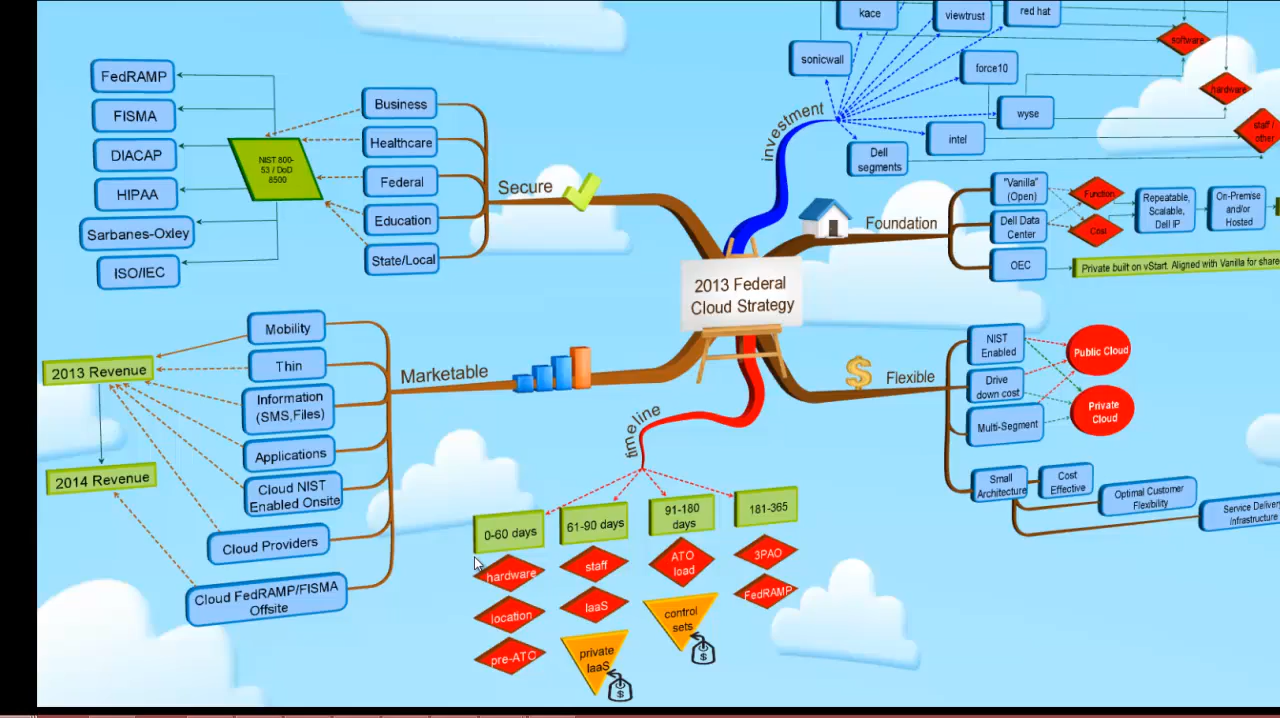 kace
viewtrust
red hat
software
sonicwall
force10
hardware
wyse
staff /
other
intel
Dell
segments
investment
FedRAMP
FISMA
DIACAP
HIPAA
Sarbanes-Oxley
ISO/IEC
NIST 800-
53 / DoD
8500
Business
Healthcare
Federal
Education
State/Local
Secure
Foundation
"Vanilla"
(Open)
Dell Data
Center
OEC
Function
Cost
Repeatable,
Scalable,
Dell IP
On-Premise
and/or
Hosted
Private built on vStart. Aligned with Vanilla for share
2013 Federal
Cloud Strategy
2013 Revenue
2014 Revenue
Mobility
Thin
Information
(SMS,Files)
Applications
Cloud NIST
Enabled Onsite
Cloud Providers
Cloud FedRAMP/FISMA
Offsite
Marketable
Flexible
NIST
Enabled
Drive
down cost
Multi-Segment
Public Cloud
Private
Cloud
Small
Architecture
Cost
Effective
Optimal Customer
Flexibility
Service Delivery
Infrastructure
timeline
0-60 days
hardware
location
pre-ATO
61-90 days
staff
IaaS
private
IaaS
$
91-180
days
ATO
load
control
sets
$
181-365
3PAO
FedRAMP